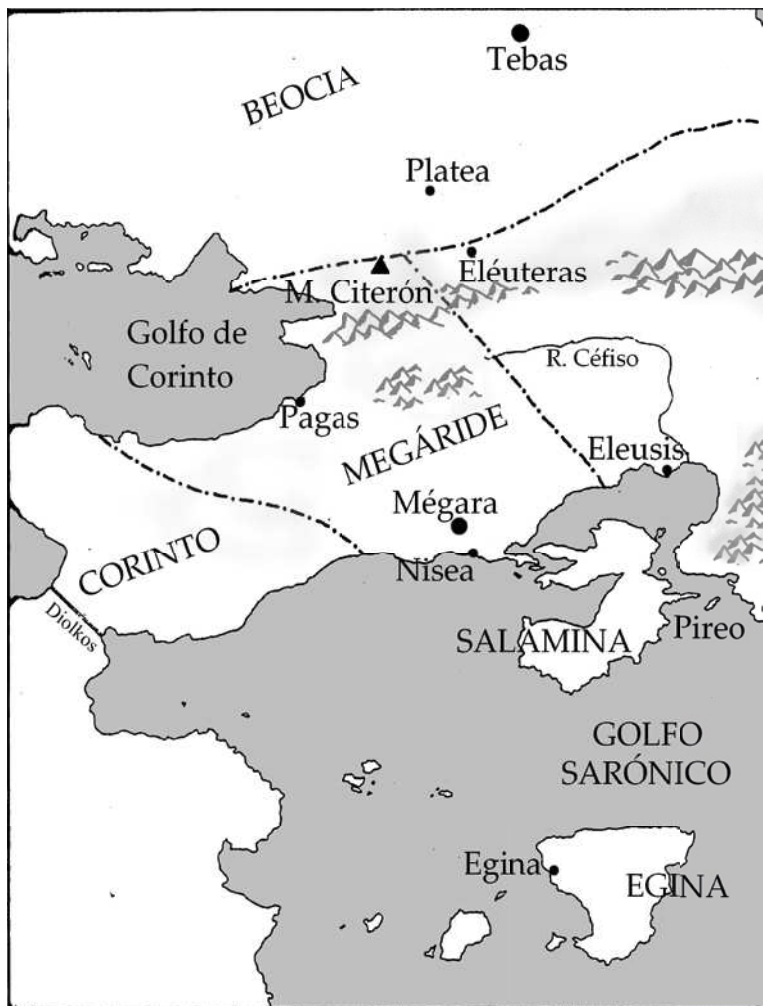 Tebas
BEOCIA
Platea
Eléuteras
M. Citerón
Golfo de
Corinto
R. Céfiso
Pagas
MEGÁRIDE
Eleusis
Mégara
CORINTO
Nisea
Diolkos
SALAMINA
Pireo
GOLFO
SARÓNICO
Egina
EGINA